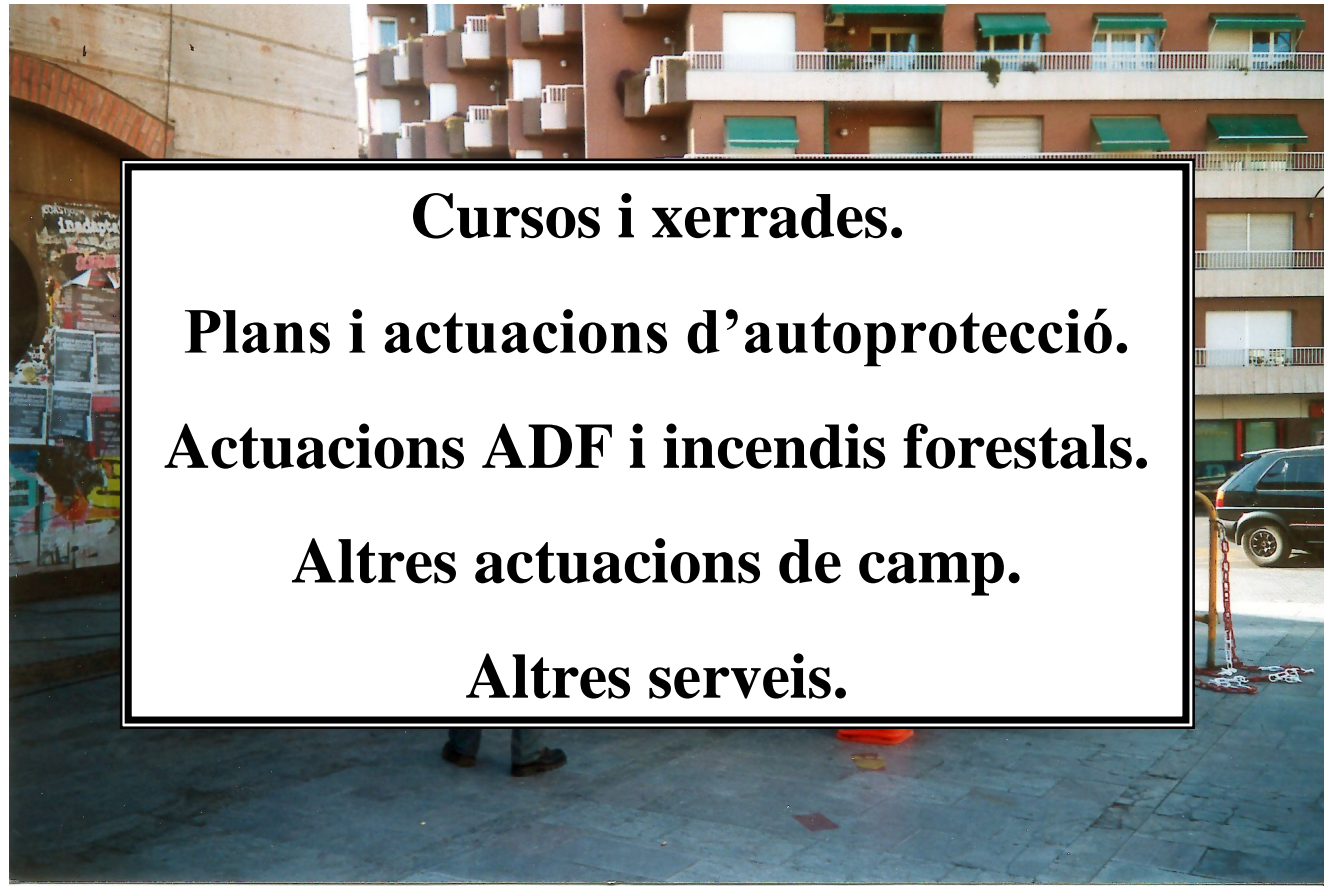 Cursos i xerrades.
Plans i actuacions d’autoprotecció.
Actuacions ADF i incendis forestals.
Altres actuacions de camp.
Altres serveis.